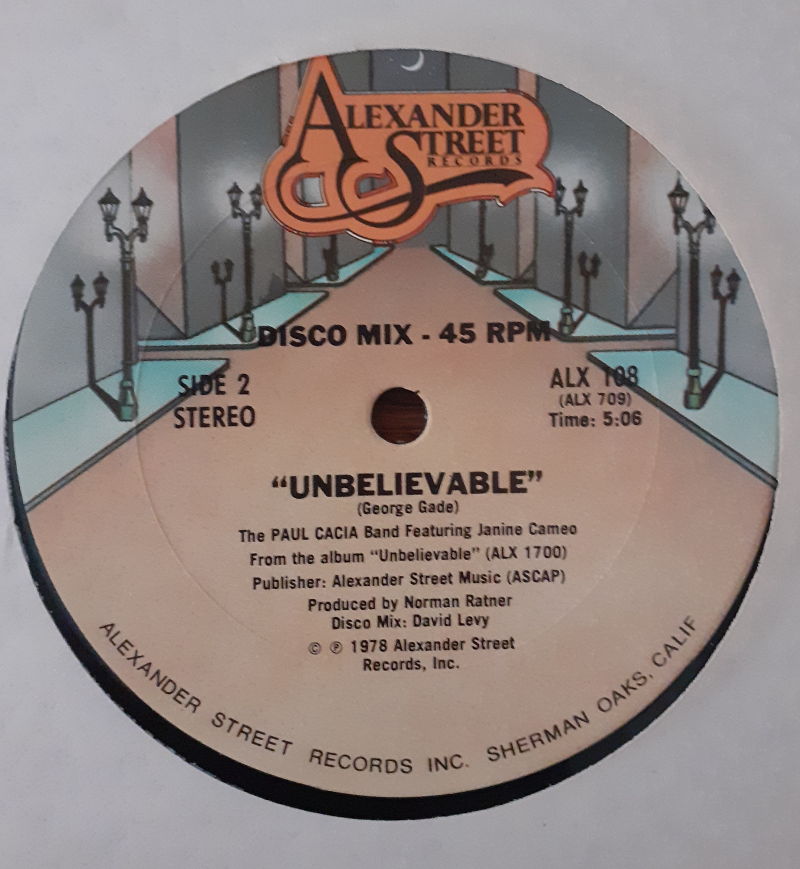 ALEXANDER
STREET
RECORDS
DISCO MIX - 45 RPM
SIDE 2
STEREO
ALX 108
(ALX 709)
Time: 5:06
“UNBELIEVABLE”
(George Gade)
The PAUL CACIA Band Featuring Janine Cameo
From the album “Unbelievable” (ALX 1700)
Publisher: Alexander Street Music (ASCAP)
Produced by Norman Ratner
Disco Mix: David Levy
© ℗ 1978 Alexander Street
Records, Inc.
ALEXANDER STREET RECORDS INC. SHERMAN OAKS, CALIF